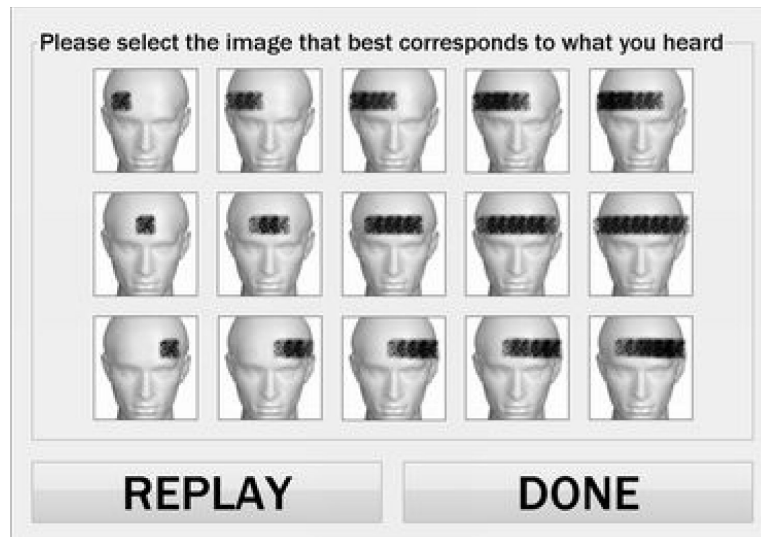 Please select the image that best corresponds to what you heard
REPLAY
DONE